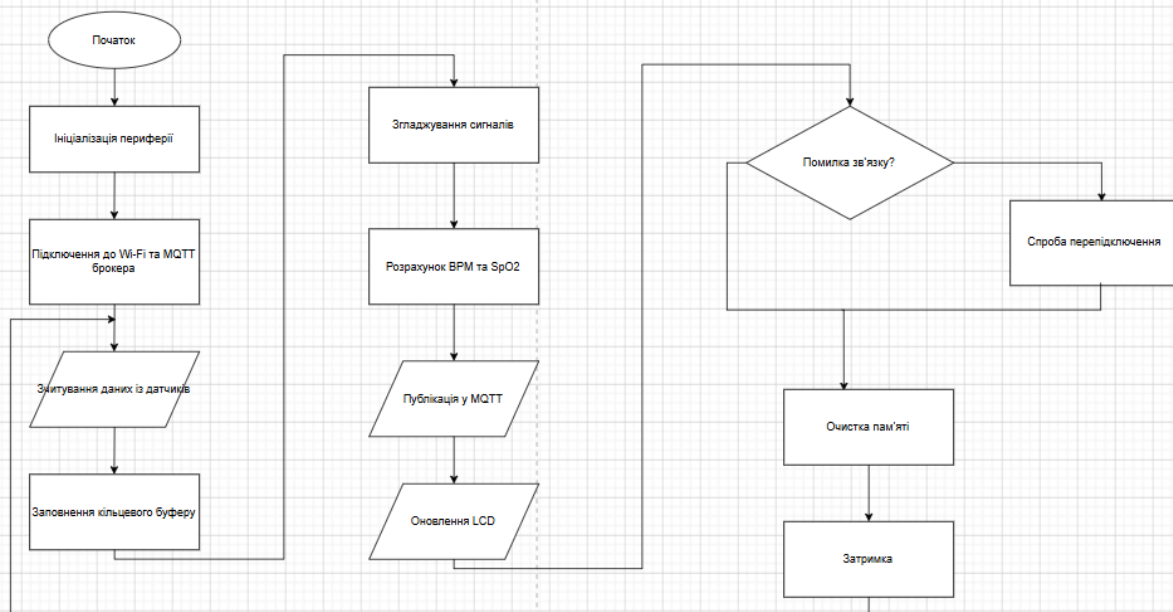 Початок
Ініціалізація периферії
Підключення до Wi-Fi та MQTT
брокера
Зчитування даних із датчиків
Заповнення кільцевого буферу
Згладжування сигналів
Розрахунок BPM та SpO2
Публікація у MQTT
Оновлення LCD
Помилка зв'язку?
Спроба перепідключення
Очистка пам'яті
Затримка